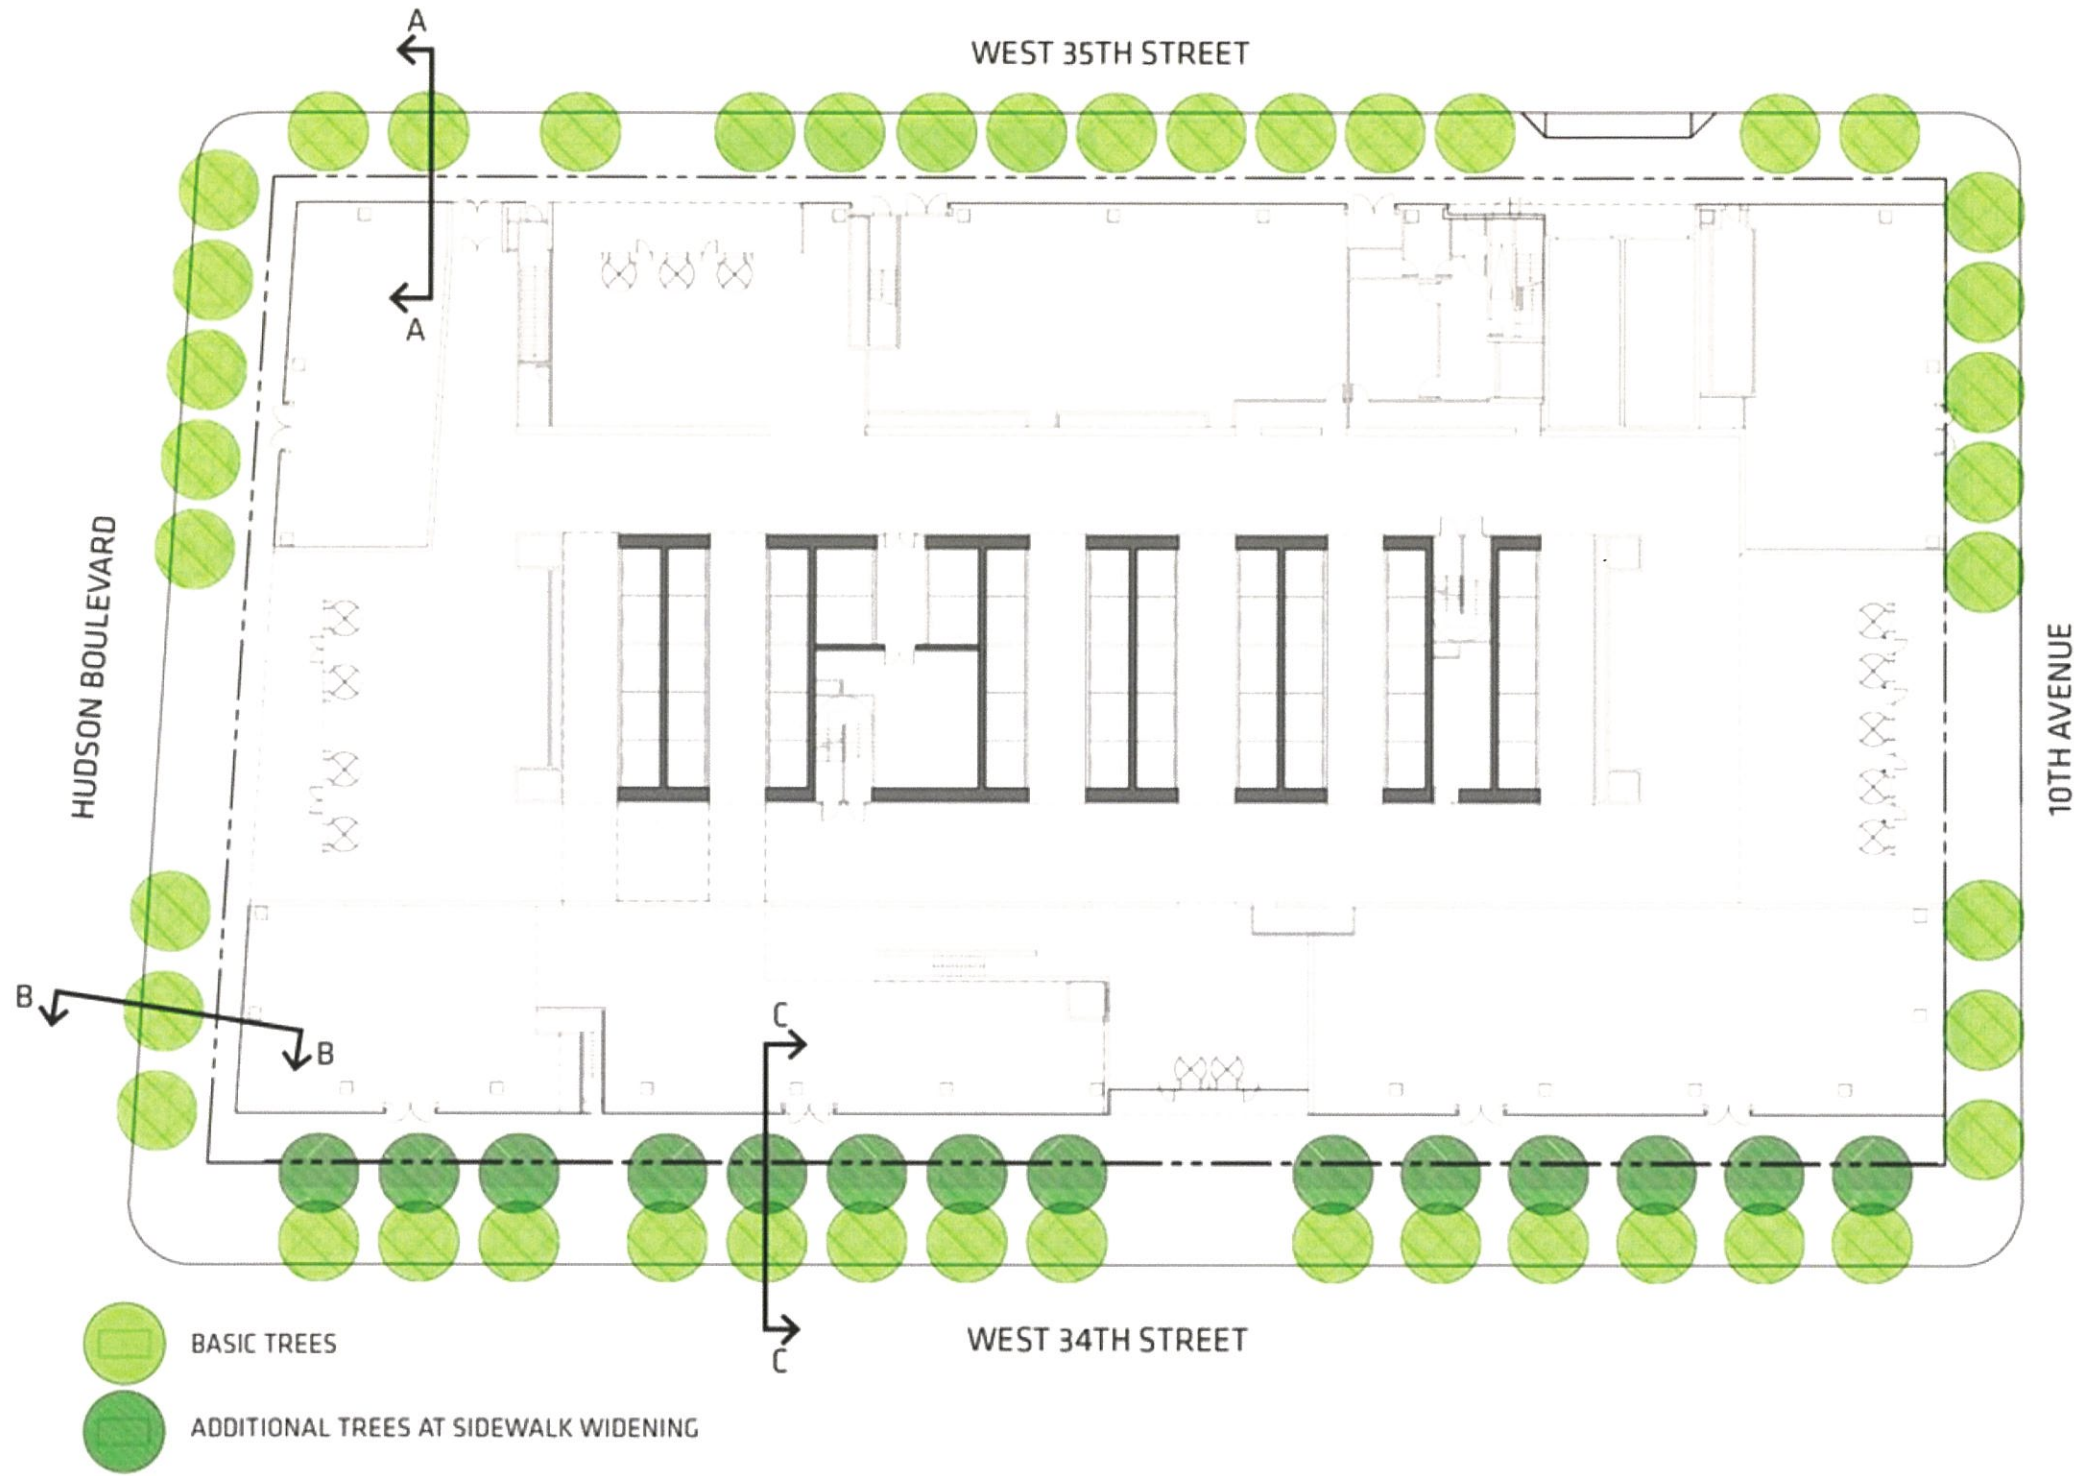 A
WEST 35TH STREET
A
HUDSON BOULEVARD
10TH AVENUE
B
B
C
C
WEST 34TH STREET
BASIC TREES
ADDITIONAL TREES AT SIDEWALK WIDENING